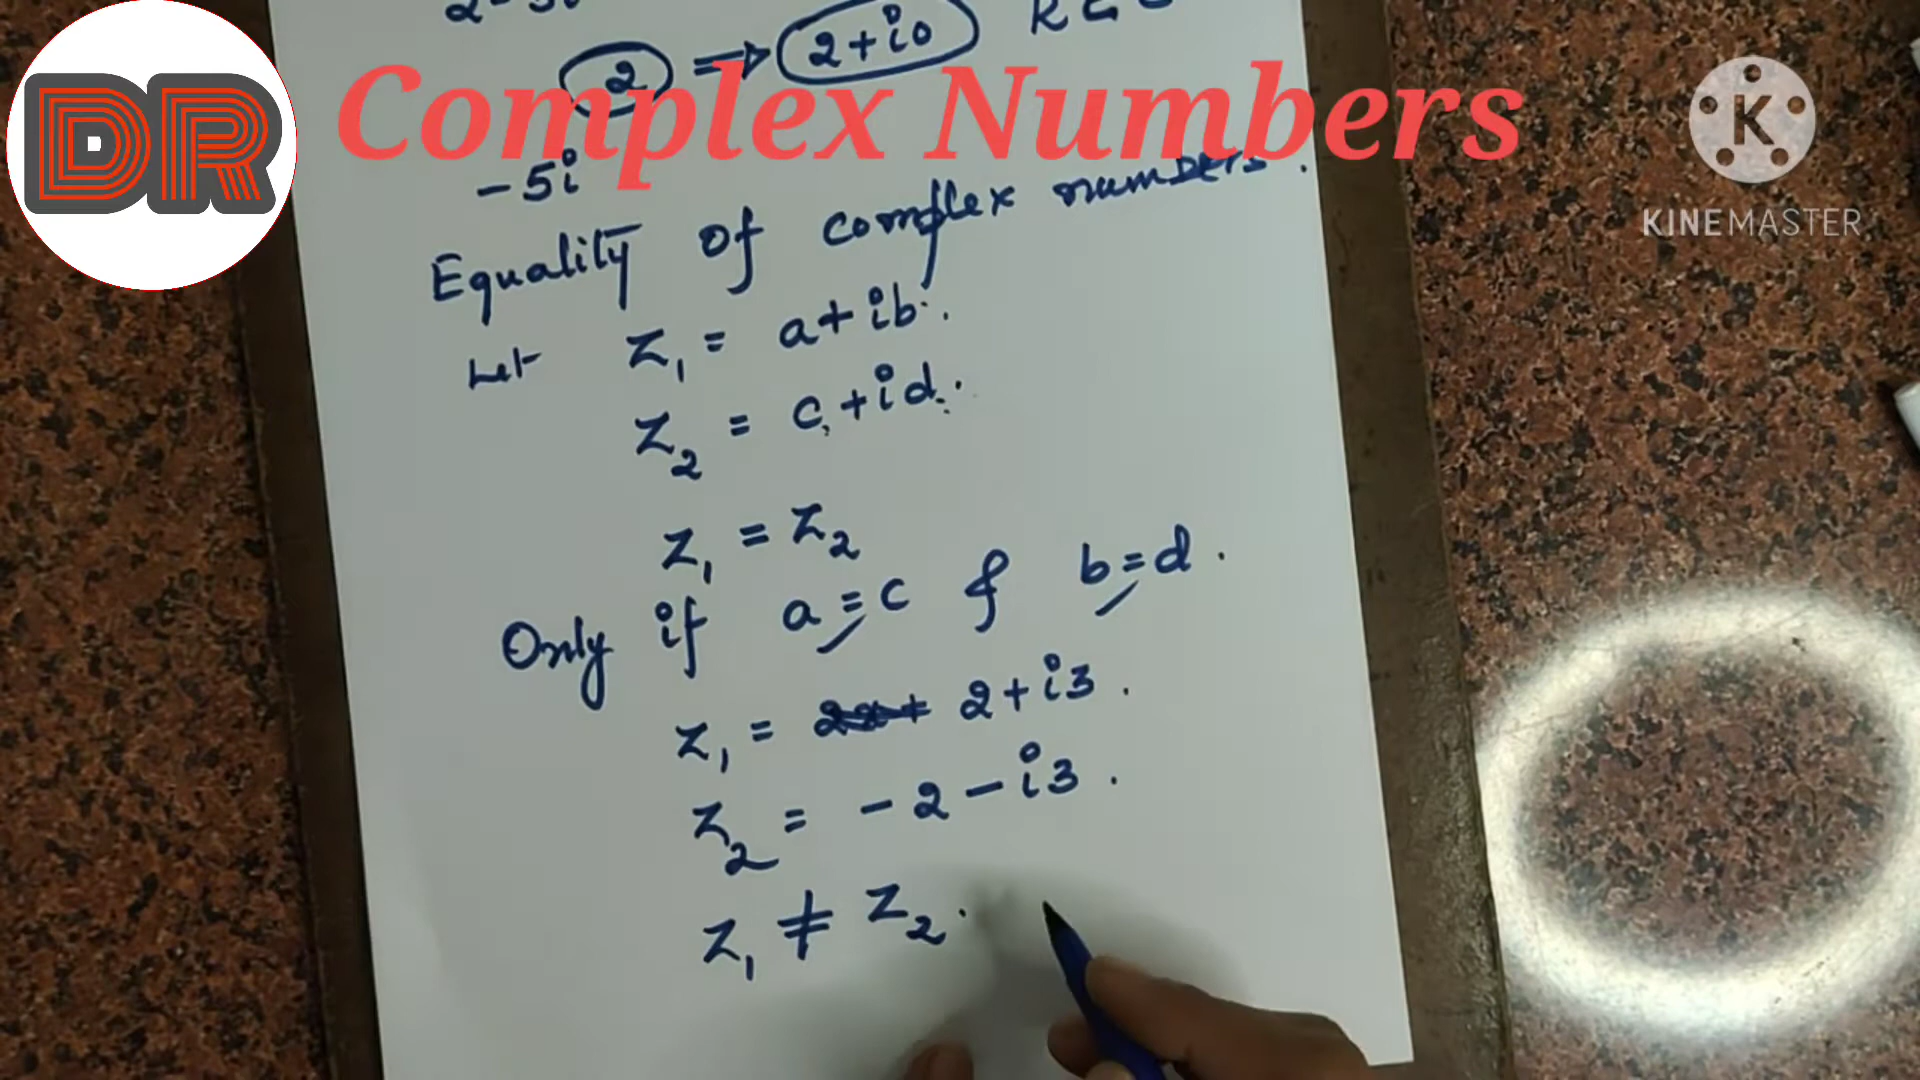 DR
Complex Numbers
K
KINEMASTER
2 ⇒ 2+i0
-5i
Equality of complex numbers.
Let z₁ = a+ib.
z₂ = c+id.
z₁ = z₂
Only if a=c & b=d.
z₁ = 2+i3.
z₂ = -2-i3.
z₁ ≠ z₂.